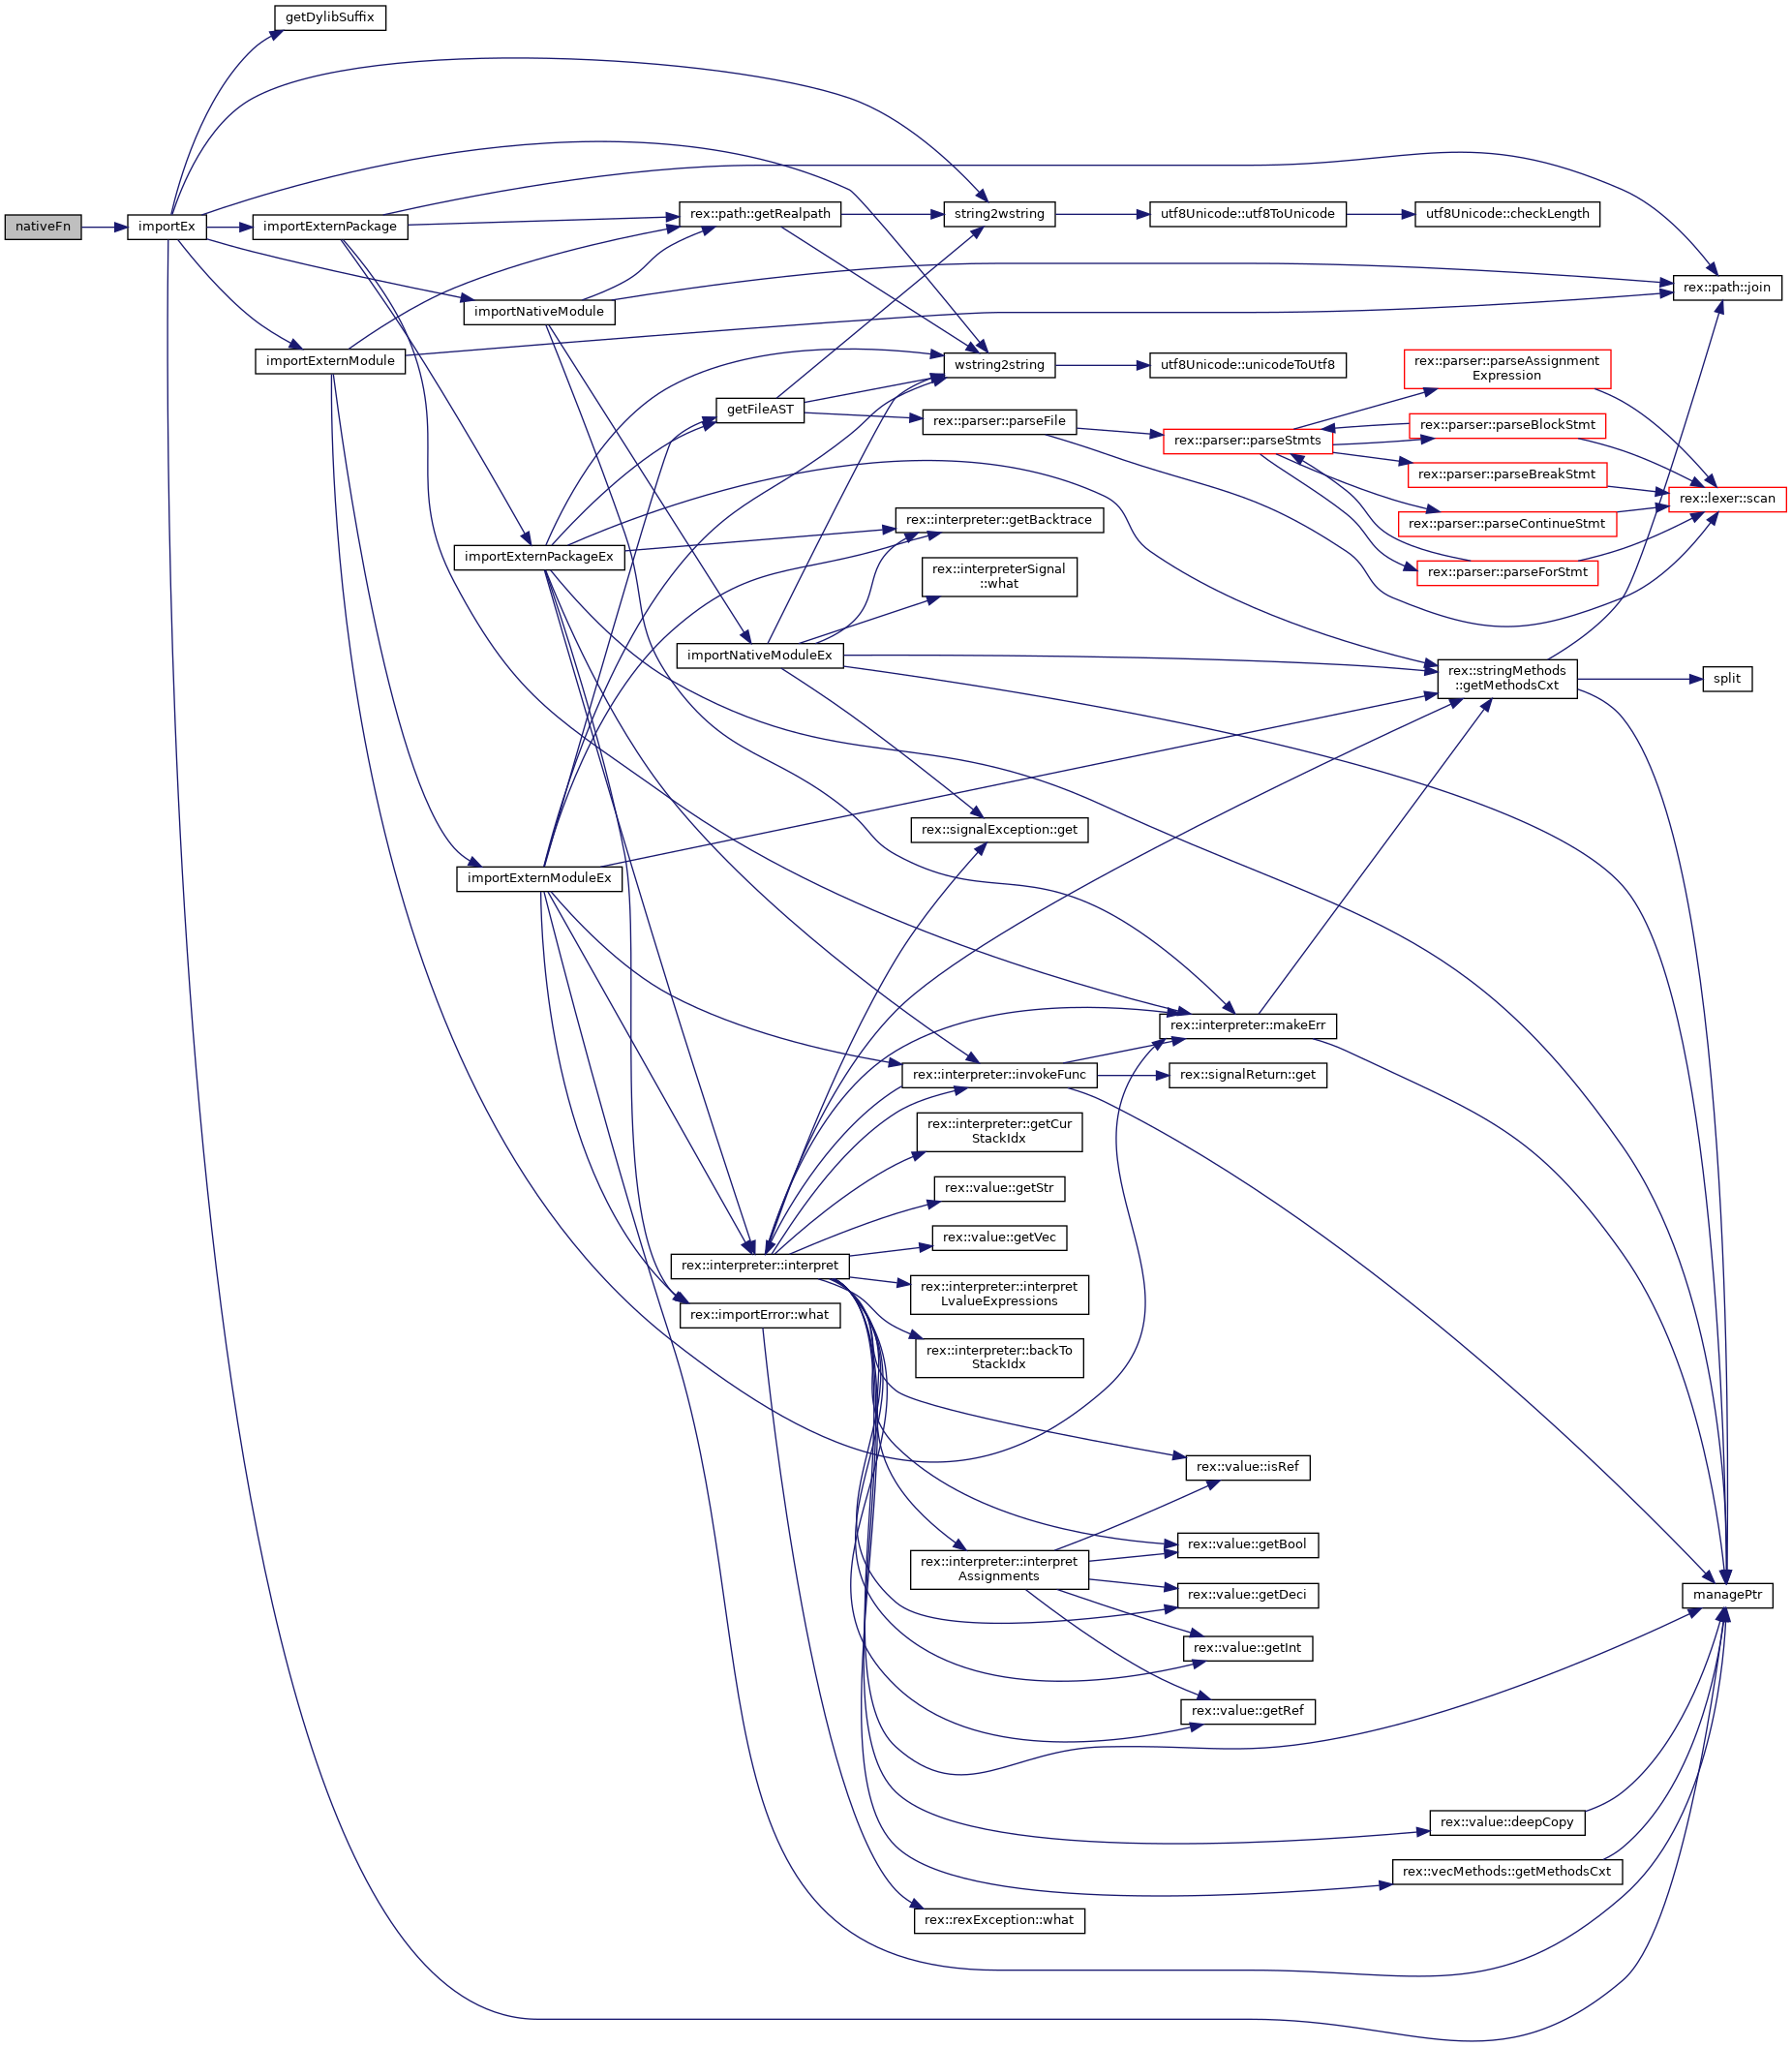 getDylibSuffix
nativeFn
importEx
importExternPackage
rex::path::getRealpath
string2wstring
utf8Unicode::utf8ToUnicode
utf8Unicode::checkLength
rex::path::join
importNativeModule
importExternModule
wstring2string
utf8Unicode::unicodeToUtf8
rex::parser::parseAssignment
Expression
getFileAST
rex::parser::parseFile
rex::parser::parseStmts
rex::parser::parseBlockStmt
rex::parser::parseBreakStmt
rex::lexer::scan
rex::parser::parseContinueStmt
rex::parser::parseForStmt
rex::interpreter::getBacktrace
importExternPackageEx
rex::interpreterSignal
::what
importNativeModuleEx
rex::stringMethods
::getMethodsCxt
split
rex::signalException::get
importExternModuleEx
rex::interpreter::makeErr
rex::interpreter::invokeFunc
rex::signalReturn::get
rex::interpreter::getCur
StackIdx
rex::value::getStr
rex::value::getVec
rex::interpreter::interpret
rex::interpreter::interpret
LvalueExpressions
rex::importError::what
rex::interpreter::backTo
StackIdx
rex::value::isRef
rex::value::getBool
rex::interpreter::interpret
Assignments
rex::value::getDeci
managePtr
rex::value::getInt
rex::value::getRef
rex::value::deepCopy
rex::vecMethods::getMethodsCxt
rex::rexException::what